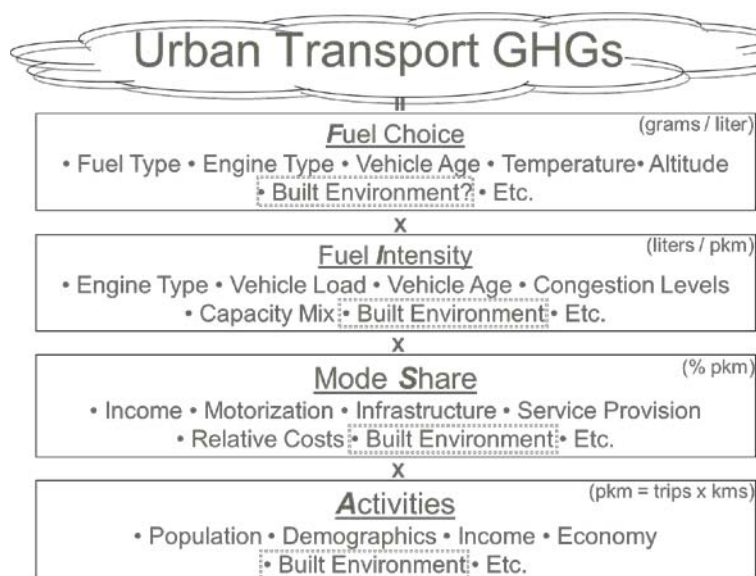 Urban Transport GHGs
=
Fuel Choice (grams / liter)
• Fuel Type • Engine Type • Vehicle Age • Temperature• Altitude
• Built Environment? • Etc.
x
Fuel Intensity (liters / pkm)
• Engine Type • Vehicle Load • Vehicle Age • Congestion Levels
• Capacity Mix • Built Environment • Etc.
x
Mode Share (% pkm)
• Income • Motorization • Infrastructure • Service Provision
• Relative Costs • Built Environment • Etc.
x
Activities (pkm = trips x kms)
• Population • Demographics • Income • Economy
• Built Environment • Etc.